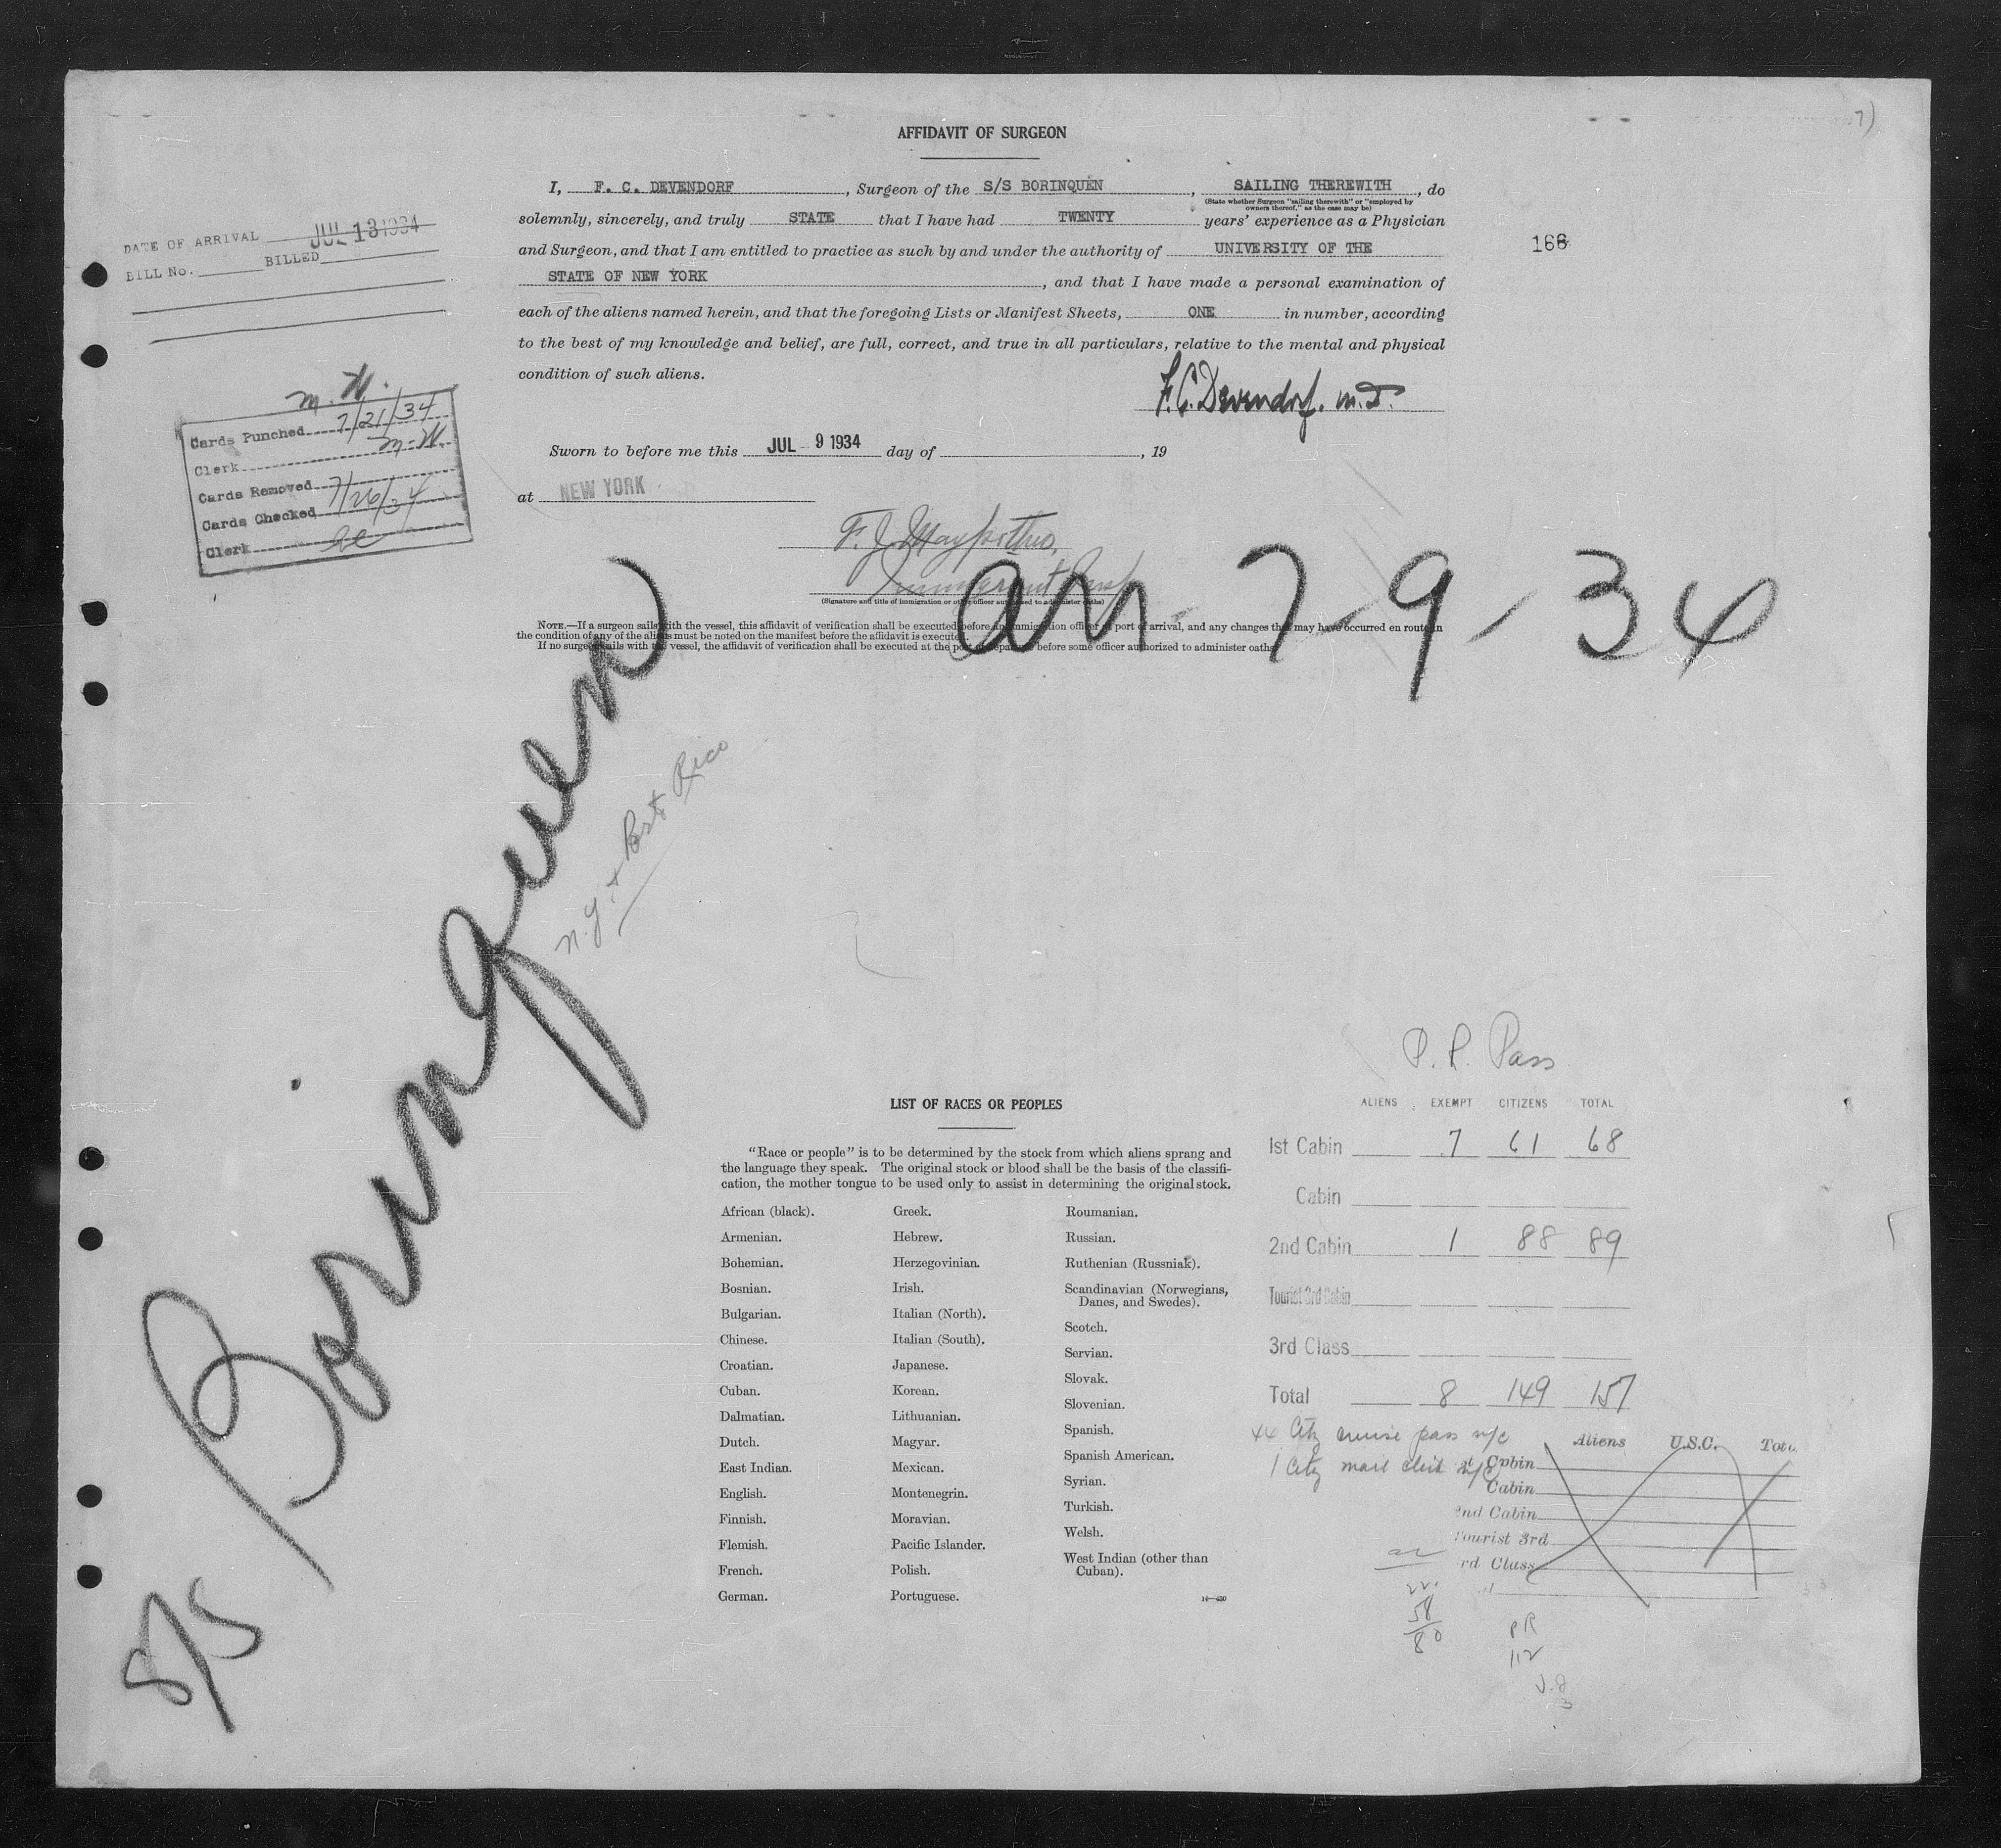 AFFIDAVIT OF SURGEON
I, F. C. DEVENDORF, Surgeon of the S/S BORINQUEN, SAILING THEREWITH, do
(State whether Surgeon "sailing therewith" or "employed by
owners thereof," as the case may be)
solemnly, sincerely, and truly STATE that I have had TWENTY years' experience as a Physician
and Surgeon, and that I am entitled to practice as such by and under the authority of UNIVERSITY OF THE
STATE OF NEW YORK, and that I have made a personal examination of
each of the aliens named herein, and that the foregoing Lists or Manifest Sheets, ONE in number, according
to the best of my knowledge and belief, are full, correct, and true in all particulars, relative to the mental and physical
condition of such aliens.
F.C. Devendorf. M.D.
Sworn to before me this JUL 9 1934 day of , 19
at NEW YORK
(Signature and title of immigration or other officer authorized to administer oaths)
NOTE.—If a surgeon sails with the vessel, this affidavit of verification shall be executed before an immigration officer at port of arrival, and any changes that may have occurred en route in
the condition of any of the aliens must be noted on the manifest before the affidavit is executed.
If no surgeon sails with the vessel, the affidavit of verification shall be executed at the port of departure before some officer authorized to administer oaths.
166
DATE OF ARRIVAL JUL 13 1934
BILL No. BILLED
M.W.
Cards Punched 7/21/34
Clerk M.W.
Cards Removed
Cards Checked 7/26/34
Clerk
an - 7-9-34
Borinquen
N.Y. + Porto Rico
8/5
LIST OF RACES OR PEOPLES
"Race or people" is to be determined by the stock from which aliens sprang and
the language they speak. The original stock or blood shall be the basis of the classifi-
cation, the mother tongue to be used only to assist in determining the original stock.
African (black).
Armenian.
Bohemian.
Bosnian.
Bulgarian.
Chinese.
Croatian.
Cuban.
Dalmatian.
Dutch.
East Indian.
English.
Finnish.
Flemish.
French.
German.
Greek.
Hebrew.
Herzegovinian.
Irish.
Italian (North).
Italian (South).
Japanese.
Korean.
Lithuanian.
Magyar.
Mexican.
Montenegrin.
Moravian.
Pacific Islander.
Polish.
Portuguese.
Roumanian.
Russian.
Ruthenian (Russniak).
Scandinavian (Norwegians,
Danes, and Swedes).
Scotch.
Servian.
Slovak.
Slovenian.
Spanish.
Spanish American.
Syrian.
Turkish.
Welsh.
West Indian (other than
Cuban).
P. R. Pass
ALIENS EXEMPT CITIZENS TOTAL
1st Cabin 7 61 68
Cabin
2nd Cabin 1 88 89
Tourist 3rd Cabin
3rd Class
Total 8 149 157
44 Citz cruise pass n/c
1 Citz n/c
Aliens U.S.C.
Cabin
Cabin
2nd Cabin
Tourist 3rd
Class
22
58
80
PR
112